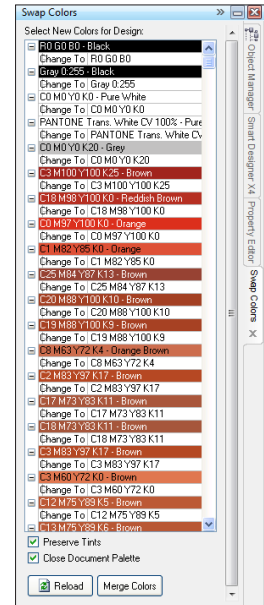 Swap Colors
Select New Colors for Design:
R0 G0 B0 - Black
Change To R0 G0 B0
Gray 0:255 - Black
Change To Gray 0:255
C0 M0 Y0 K0 - Pure White
Change To C0 M0 Y0 K0
PANTONE Trans. White CV 100% - Pure
Change To PANTONE Trans. White CV
C0 M0 Y0 K20 - Grey
Change To C0 M0 Y0 K20
C3 M100 Y100 K25 - Brown
Change To C3 M100 Y100 K25
C18 M98 Y100 K0 - Reddish Brown
Change To C18 M98 Y100 K0
C0 M97 Y100 K0 - Orange
Change To C0 M97 Y100 K0
C1 M82 Y85 K0 - Orange
Change To C1 M82 Y85 K0
C25 M84 Y87 K13 - Brown
Change To C25 M84 Y87 K13
C20 M88 Y100 K10 - Brown
Change To C20 M88 Y100 K10
C19 M88 Y100 K9 - Brown
Change To C19 M88 Y100 K9
C8 M63 Y72 K4 - Orange Brown
Change To C8 M63 Y72 K4
C2 M83 Y97 K17 - Brown
Change To C2 M83 Y97 K17
C17 M73 Y83 K11 - Brown
Change To C17 M73 Y83 K11
C18 M73 Y83 K11 - Brown
Change To C18 M73 Y83 K11
C3 M83 Y97 K17 - Brown
Change To C3 M83 Y97 K17
C3 M60 Y72 K0 - Brown
Change To C3 M60 Y72 K0
C12 M75 Y89 K5 - Brown
Change To C12 M75 Y89 K5
C13 M75 Y89 K6 - Brown
Preserve Tints
Close Document Palette
Reload
Merge Colors
Object Manager
Smart Designer X4
Property Editor
Swap Colors